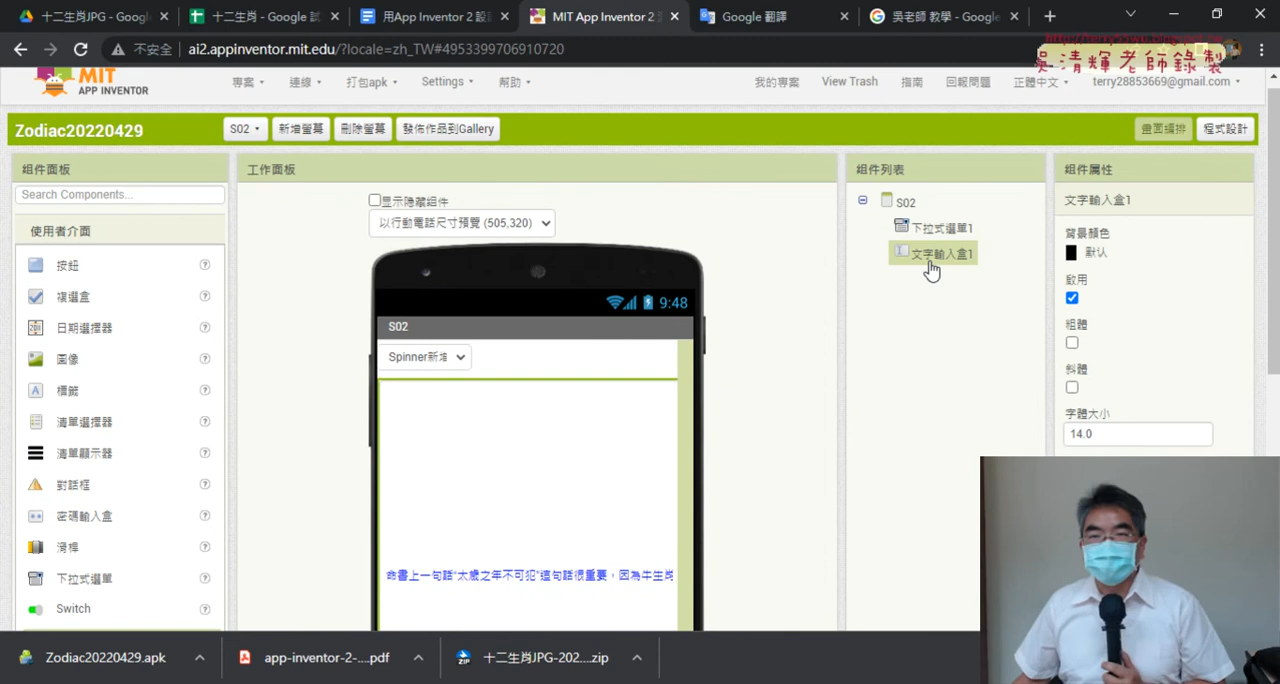 十二生肖JPG - Googl
十二生肖 - Google 試
用App Inventor 2 設
MIT App Inventor 2
Google 翻譯
吳老師 教學 - Google
不安全
ai2.appinventor.mit.edu/?locale=zh_TW#4953399706910720
吳清輝老師錄製
MIT
APP INVENTOR
專案
連線
打包apk
Settings
幫助
我的專案
View Trash
指南
回報問題
正體中文
terry28853669@gmail.com
Zodiac20220429
S02
新增螢幕
刪除螢幕
發佈作品到Gallery
畫面編排
程式設計
組件面板
工作面板
組件列表
組件屬性
Search Components...
使用者介面
按鈕
複選盒
日期選擇器
圖像
標籤
清單選擇器
清單顯示器
對話框
密碼輸入盒
滑桿
下拉式選單
Switch
显示隐藏组件
以行動電話尺寸預覽 (505,320)
9:48
S02
Spinner新增
命書上一句話“太歲之年不可犯”這句話很重要，因為牛生肖
S02
下拉式選單1
文字輸入盒1
文字輸入盒1
背景顏色
默认
啟用
粗體
斜體
字體大小
14.0
Zodiac20220429.apk
app-inventor-2-....pdf
十二生肖JPG-202....zip